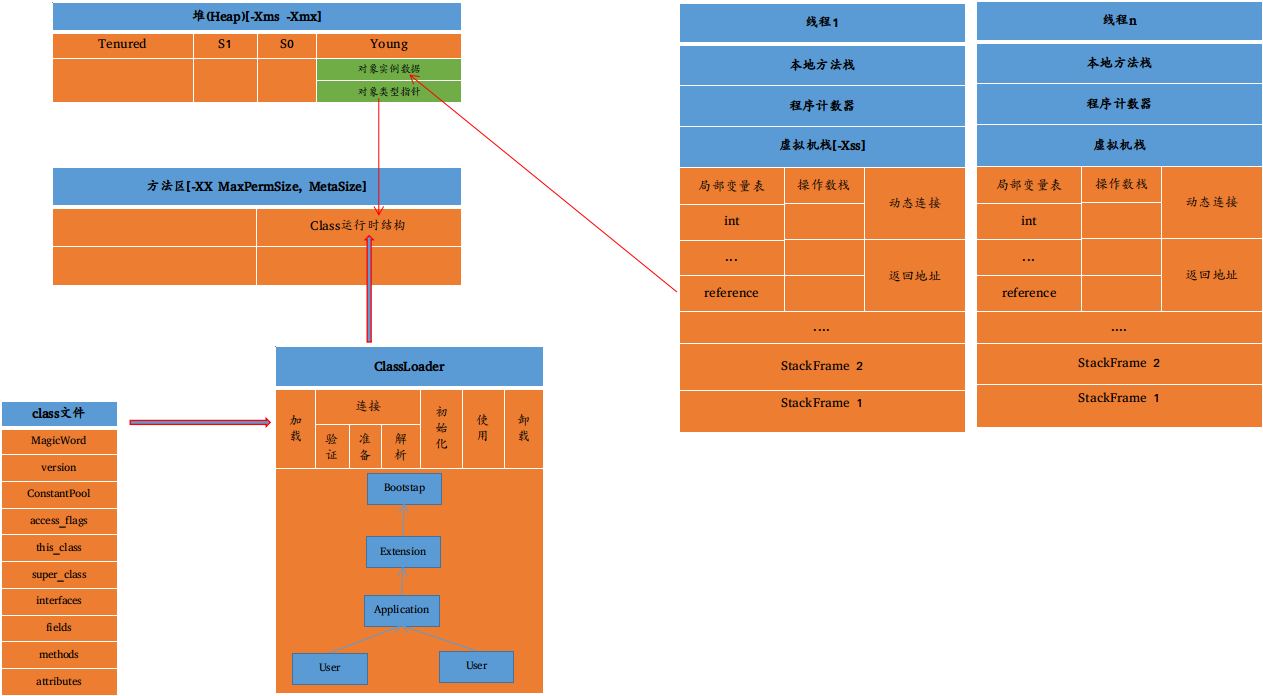 堆(Heap)[-Xms -Xmx]
Tenured S1 S0 Young
对象实例数据
对象类型指针
方法区[-XX MaxPermSize, MetaSize]
Class运行时结构
ClassLoader
加载 连接 初始化 使用 卸载
验证 准备 解析
Bootstap
Extension
Application
User User
class文件
MagicWord
version
ConstantPool
access_flags
this_class
super_class
interfaces
fields
methods
attributes
线程1
本地方法栈
程序计数器
虚拟机栈[-Xss]
局部变量表 操作数栈 动态连接
int
... 返回地址
reference
....
StackFrame 2
StackFrame 1
线程n
本地方法栈
程序计数器
虚拟机栈
局部变量表 操作数栈 动态连接
int
... 返回地址
reference
....
StackFrame 2
StackFrame 1